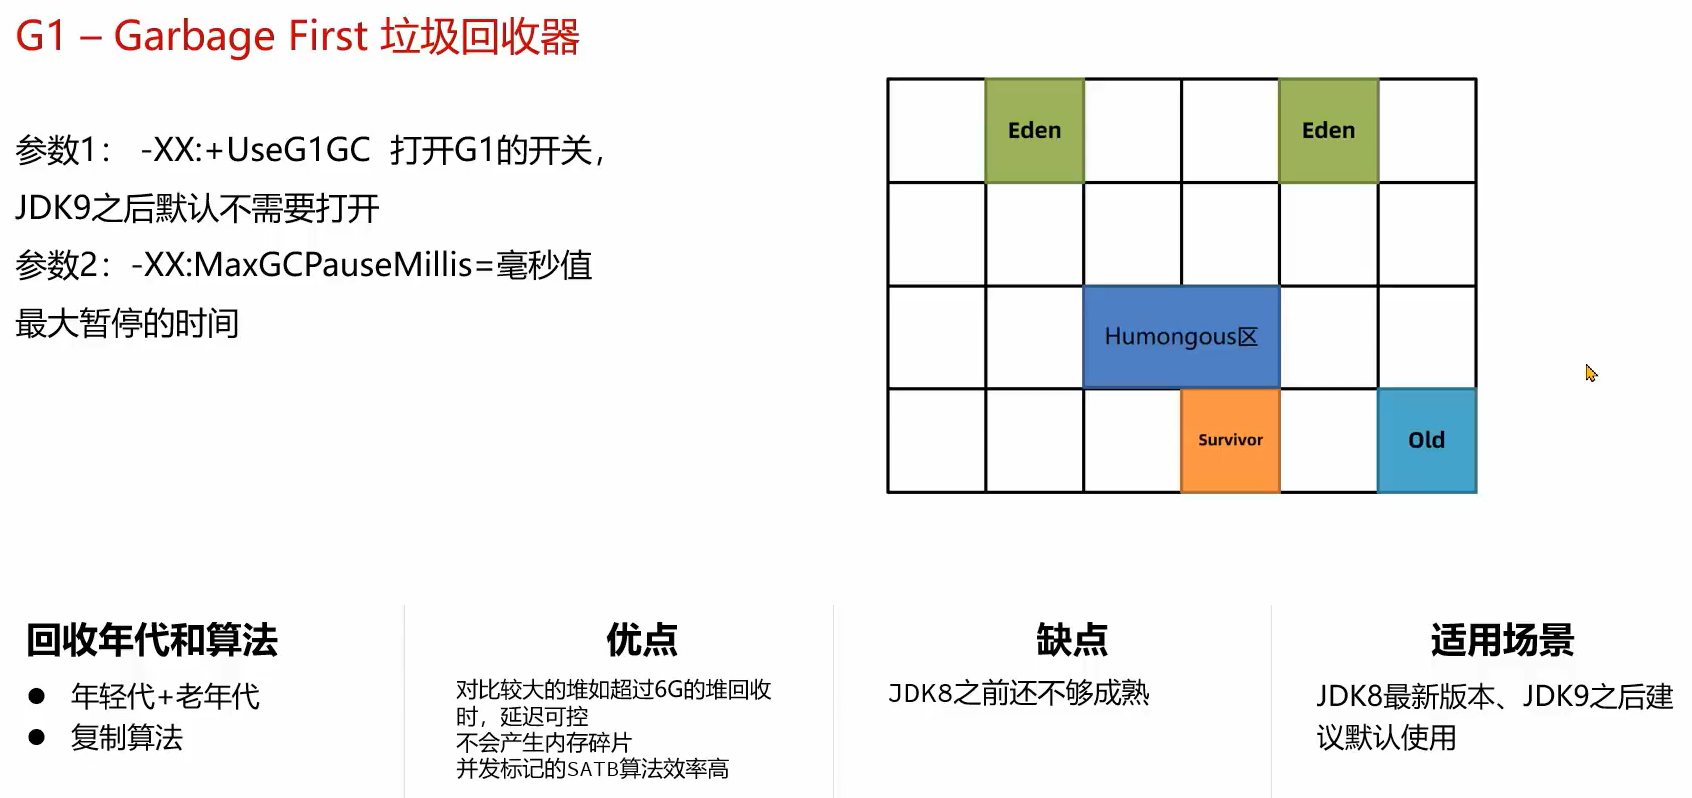 G1 – Garbage First 垃圾回收器
参数1： -XX:+UseG1GC 打开G1的开关，
JDK9之后默认不需要打开
参数2：-XX:MaxGCPauseMillis=毫秒值
最大暂停的时间
Eden
Eden
Humongous区
Survivor
Old
回收年代和算法
● 年轻代+老年代
● 复制算法
优点
对比较大的堆如超过6G的堆回收
时，延迟可控
不会产生内存碎片
并发标记的SATB算法效率高
缺点
JDK8之前还不够成熟
适用场景
JDK8最新版本、JDK9之后建
议默认使用